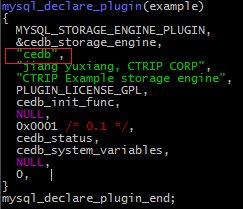 mysql_declare_plugin(example)
{
MYSQL_STORAGE_ENGINE_PLUGIN,
&cedb_storage_engine,
"cedb",
"jiang yuxiang, CTRIP CORP",
"CTRIP Example storage engine",
PLUGIN_LICENSE_GPL,
cedb_init_func,
NULL,
0x0001 /* 0.1 */,
cedb_status,
cedb_system_variables,
NULL,
0,
}
mysql_declare_plugin_end;